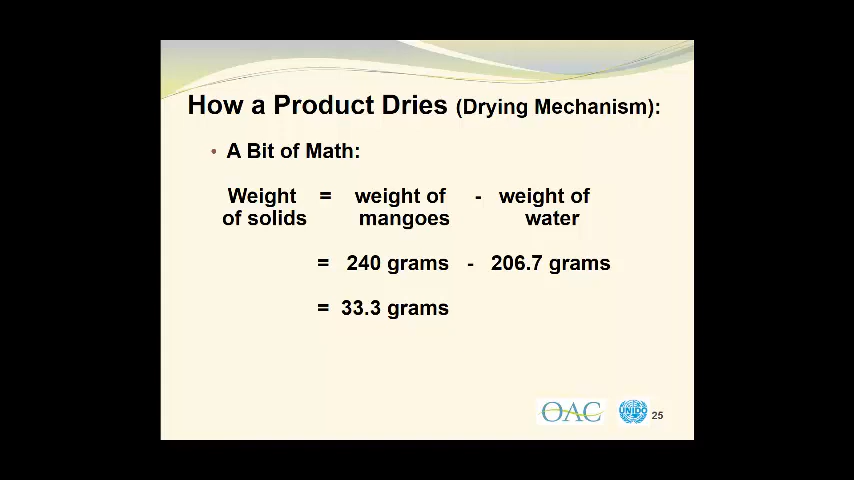 How a Product Dries (Drying Mechanism):
• A Bit of Math:
Weight = weight of - weight of
of solids mangoes water
= 240 grams - 206.7 grams
= 33.3 grams
OAC UNIDO 25